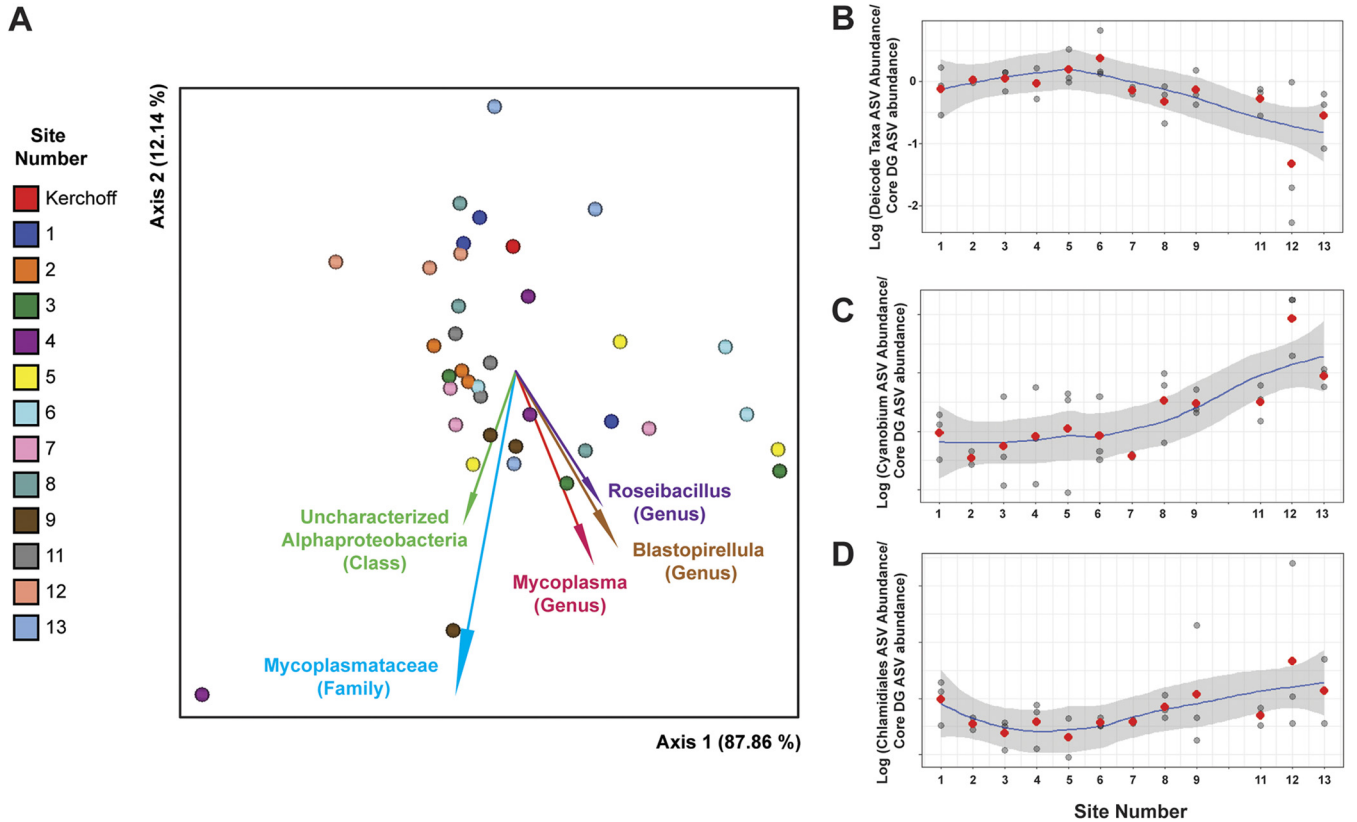 A
Site
Number
Kerchoff
1
2
3
4
5
6
7
8
9
11
12
13
Axis 2 (12.14 %)
Axis 1 (87.86 %)
Uncharacterized
Alphaproteobacteria
(Class)
Mycoplasmataceae
(Family)
Mycoplasma
(Genus)
Roseibacillus
(Genus)
Blastopirellula
(Genus)
B
Log (Deicode Taxa ASV Abundance/
Core DG ASV abundance)
0
-1
-2
1 2 3 4 5 6 7 8 9 11 12 13
C
Log (Cyanobium ASV Abundance/
Core DG ASV abundance)
1 2 3 4 5 6 7 8 9 11 12 13
D
Log (Chlamidiales ASV Abundance/
Core DG ASV abundance)
1 2 3 4 5 6 7 8 9 11 12 13
Site Number